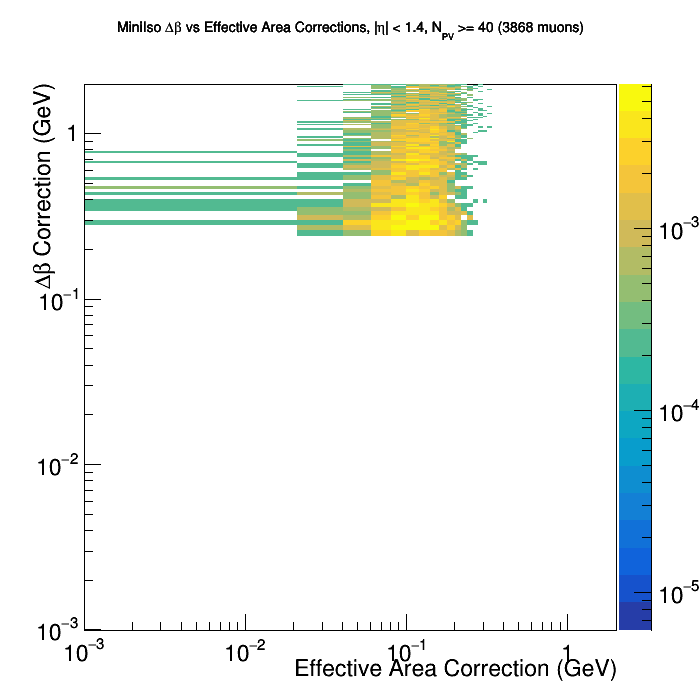 MiniIso Δβ vs Effective Area Corrections, |η| < 1.4, N_PV >= 40 (3868 muons)
Δβ Correction (GeV)
1
10⁻¹
10⁻²
10⁻³
10⁻³ 10⁻² 10⁻¹ 1
Effective Area Correction (GeV)
10⁻³
10⁻⁴
10⁻⁵